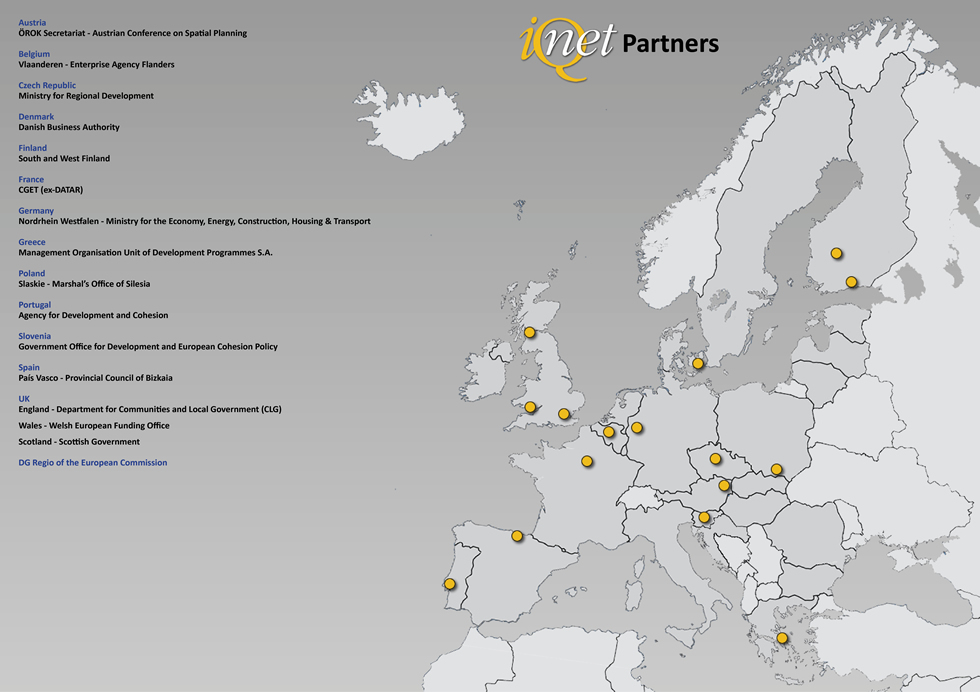 iQnet Partners
Austria
ÖROK Secretariat - Austrian Conference on Spatial Planning
Belgium
Vlaanderen - Enterprise Agency Flanders
Czech Republic
Ministry for Regional Development
Denmark
Danish Business Authority
Finland
South and West Finland
France
CGET (ex-DATAR)
Germany
Nordrhein Westfalen - Ministry for the Economy, Energy, Construction, Housing & Transport
Greece
Management Organisation Unit of Development Programmes S.A.
Poland
Slaskie - Marshal's Office of Silesia
Portugal
Agency for Development and Cohesion
Slovenia
Government Office for Development and European Cohesion Policy
Spain
País Vasco - Provincial Council of Bizkaia
UK
England - Department for Communities and Local Government (CLG)
Wales - Welsh European Funding Office
Scotland - Scottish Government
DG Regio of the European Commission